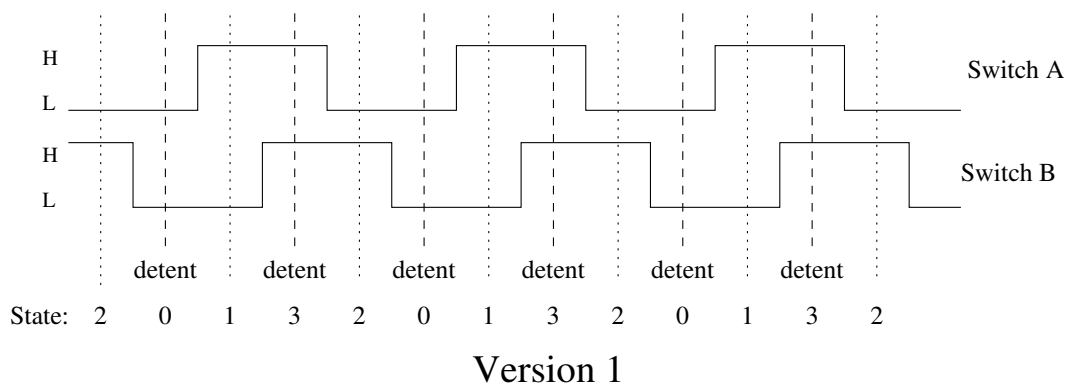 H
Switch A
L
H
Switch B
L
detent detent detent detent detent detent
State: 2 0 1 3 2 0 1 3 2 0 1 3 2
Version 1